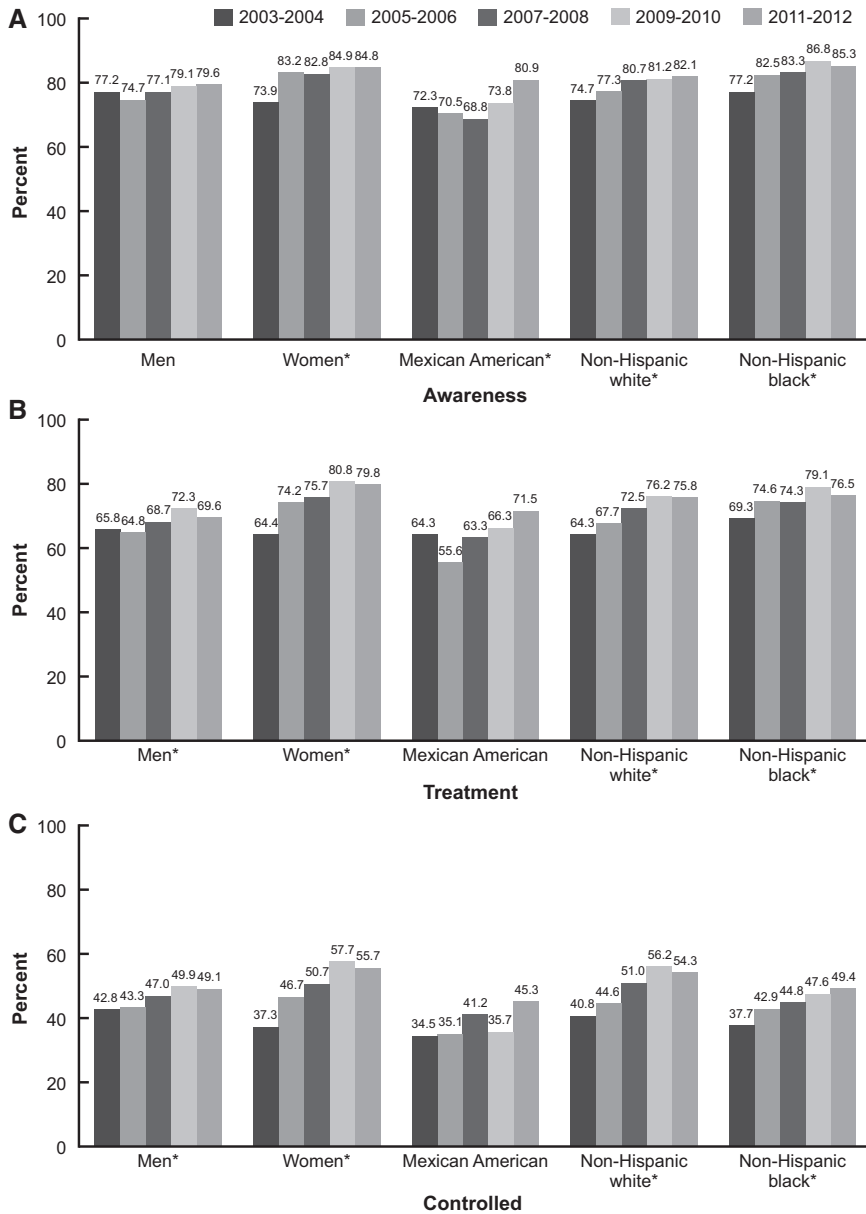 A
2003-2004 2005-2006 2007-2008 2009-2010 2011-2012
Percent
100
80
60
40
20
0
77.2 74.7 77.1 79.1 79.6
73.9 83.2 82.8 84.9 84.8
72.3 70.5 68.8 73.8 80.9
74.7 77.3 80.7 81.2 82.1
77.2 82.5 83.3 86.8 85.3
Men Women* Mexican American* Non-Hispanic Non-Hispanic
white* black*
Awareness
B
Percent
100
80
60
40
20
0
65.8 64.8 68.7 72.3 69.6
64.4 74.2 75.7 80.8 79.8
64.3 55.6 63.3 66.3 71.5
64.3 67.7 72.5 76.2 75.8
69.3 74.6 74.3 79.1 76.5
Men* Women* Mexican American Non-Hispanic Non-Hispanic
white* black*
Treatment
C
Percent
100
80
60
40
20
0
42.8 43.3 47.0 49.9 49.1
37.3 46.7 50.7 57.7 55.7
34.5 35.1 41.2 35.7 45.3
40.8 44.6 51.0 56.2 54.3
37.7 42.9 44.8 47.6 49.4
Men* Women* Mexican American Non-Hispanic Non-Hispanic
white* black*
Controlled